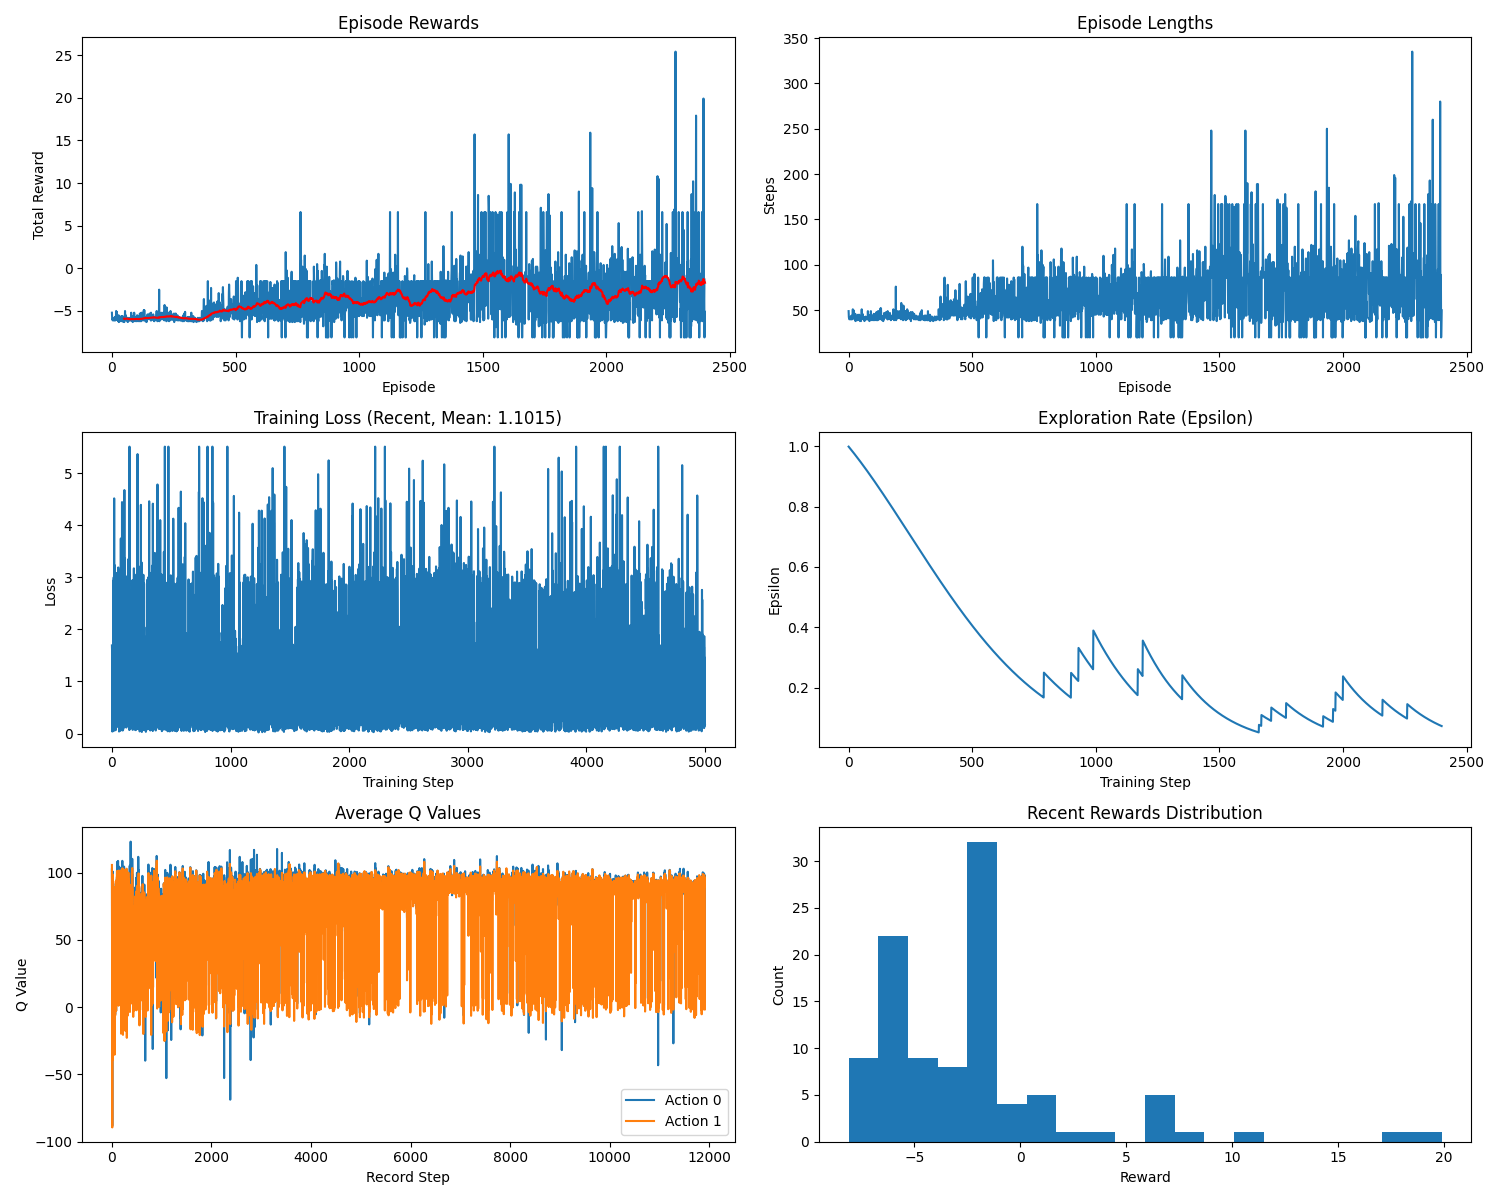 Episode Rewards
Total Reward
25
20
15
10
5
0
−5
0 500 1000 1500 2000 2500
Episode
Episode Lengths
Steps
350
300
250
200
150
100
50
0 500 1000 1500 2000 2500
Episode
Training Loss (Recent, Mean: 1.1015)
Loss
5
4
3
2
1
0
0 1000 2000 3000 4000 5000
Training Step
Exploration Rate (Epsilon)
Epsilon
1.0
0.8
0.6
0.4
0.2
0 500 1000 1500 2000 2500
Training Step
Average Q Values
Q Value
100
50
0
−50
−100
Action 0
Action 1
0 2000 4000 6000 8000 10000 12000
Record Step
Recent Rewards Distribution
Count
30
25
20
15
10
5
0
−5 0 5 10 15 20
Reward